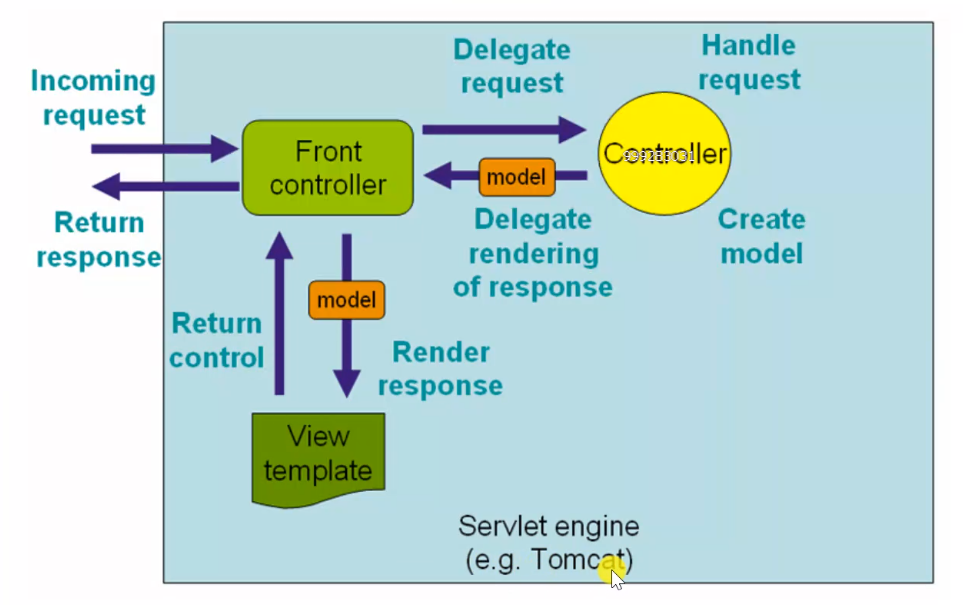 Incoming
request
Return
response
Front
controller
Delegate
request
model
Delegate
rendering
of response
Handle
request
Controller
Create
model
Return
control
model
Render
response
View
template
Servlet engine
(e.g. Tomcat)